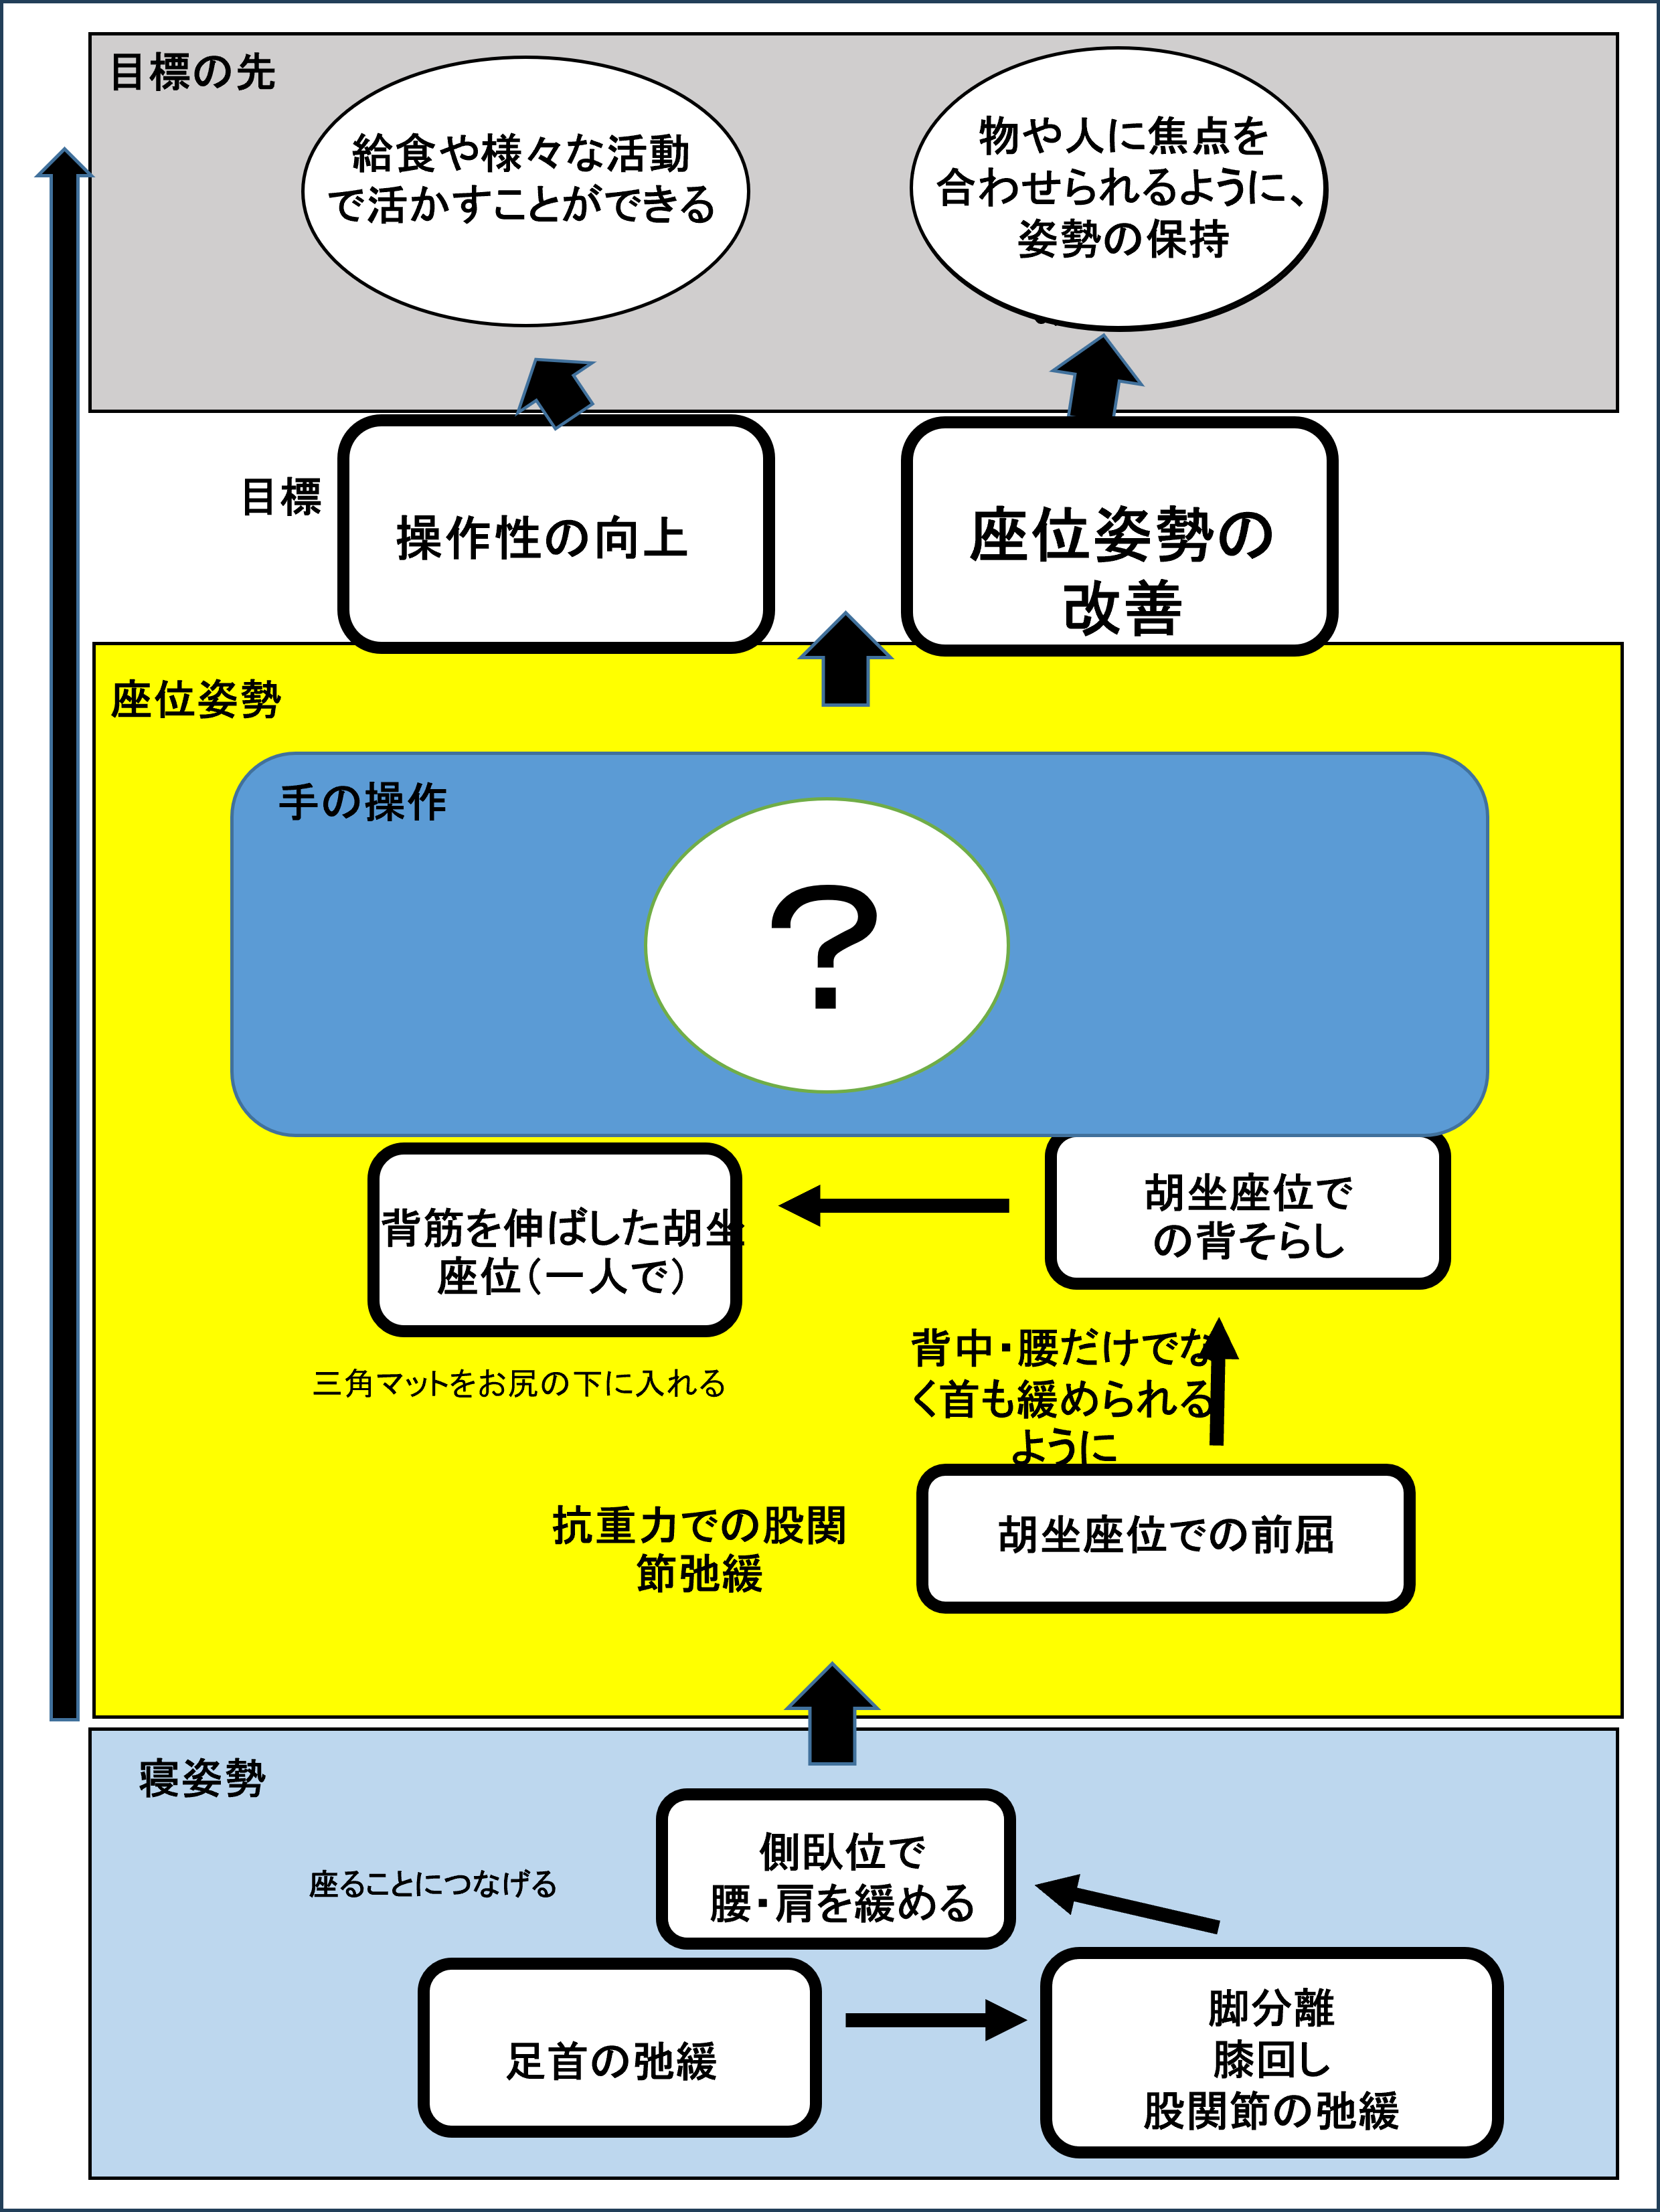 目標の先
給食や様々な活動
で活かすことができる
物や人に焦点を
合わせられるように、
姿勢の保持
目標
操作性の向上
座位姿勢の
改善
座位姿勢
手の操作
?
背筋を伸ばした胡坐
座位(一人で)
胡坐座位で
の背そらし
三角マットをお尻の下に入れる
背中・腰だけでな
く首も緩められる
ように
抗重力での股関
節弛緩
胡坐座位での前屈
寝姿勢
側臥位で
腰・肩を緩める
座ることにつなげる
足首の弛緩
脚分離
膝回し
股関節の弛緩